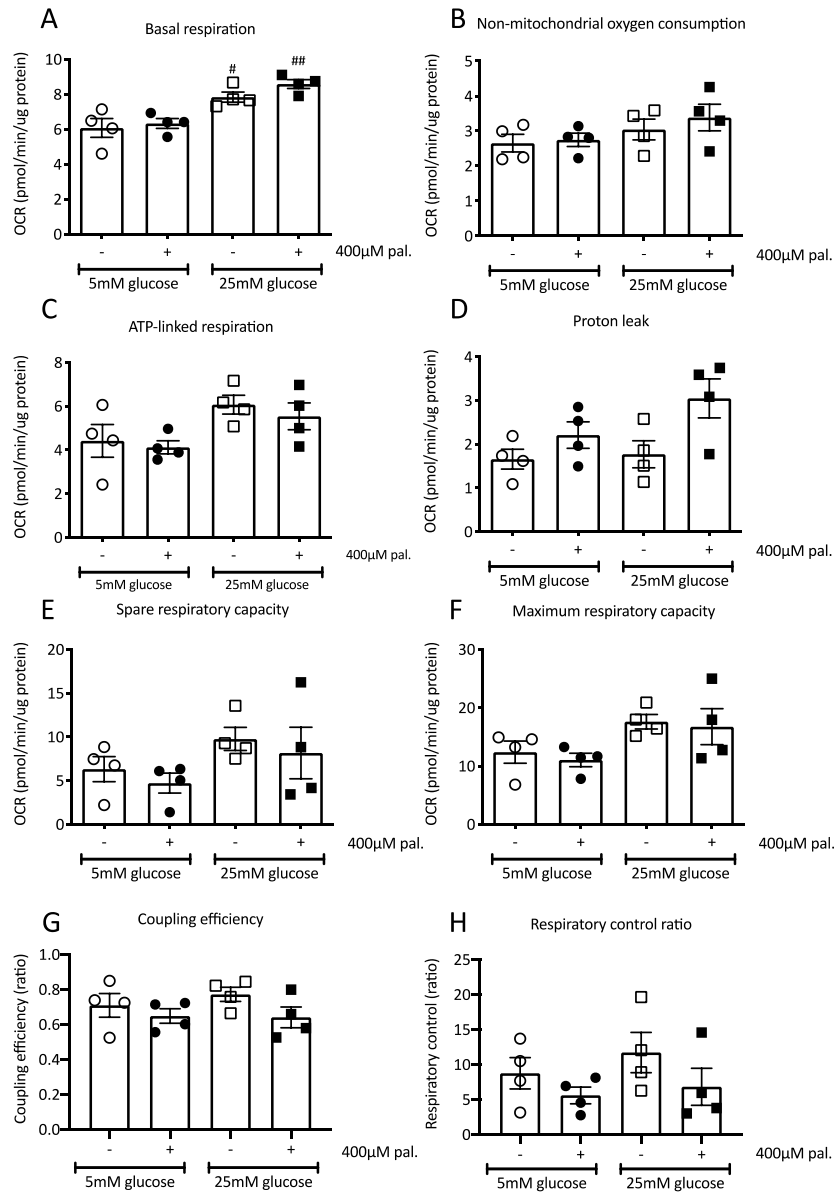 A
Basal respiration
OCR (pmol/min/ug protein)
10
8
6
4
2
0
#
##
- + - + 400µM pal.
5mM glucose 25mM glucose
B
Non-mitochondrial oxygen consumption
OCR (pmol/min/ug protein)
5
4
3
2
1
0
- + - + 400µM pal.
5mM glucose 25mM glucose
C
ATP-linked respiration
OCR (pmol/min/ug protein)
8
6
4
2
0
- + - + 400µM pal.
5mM glucose 25mM glucose
D
Proton leak
OCR (pmol/min/ug protein)
4
3
2
1
0
- + - + 400µM pal.
5mM glucose 25mM glucose
E
Spare respiratory capacity
OCR (pmol/min/ug protein)
20
15
10
5
0
- + - + 400µM pal.
5mM glucose 25mM glucose
F
Maximum respiratory capacity
OCR (pmol/min/ug protein)
30
20
10
0
- + - + 400µM pal.
5mM glucose 25mM glucose
G
Coupling efficiency
Coupling efficiency (ratio)
1.0
0.8
0.6
0.4
0.2
0.0
- + - + 400µM pal.
5mM glucose 25mM glucose
H
Respiratory control ratio
Respiratory control (ratio)
25
20
15
10
5
0
- + - + 400µM pal.
5mM glucose 25mM glucose